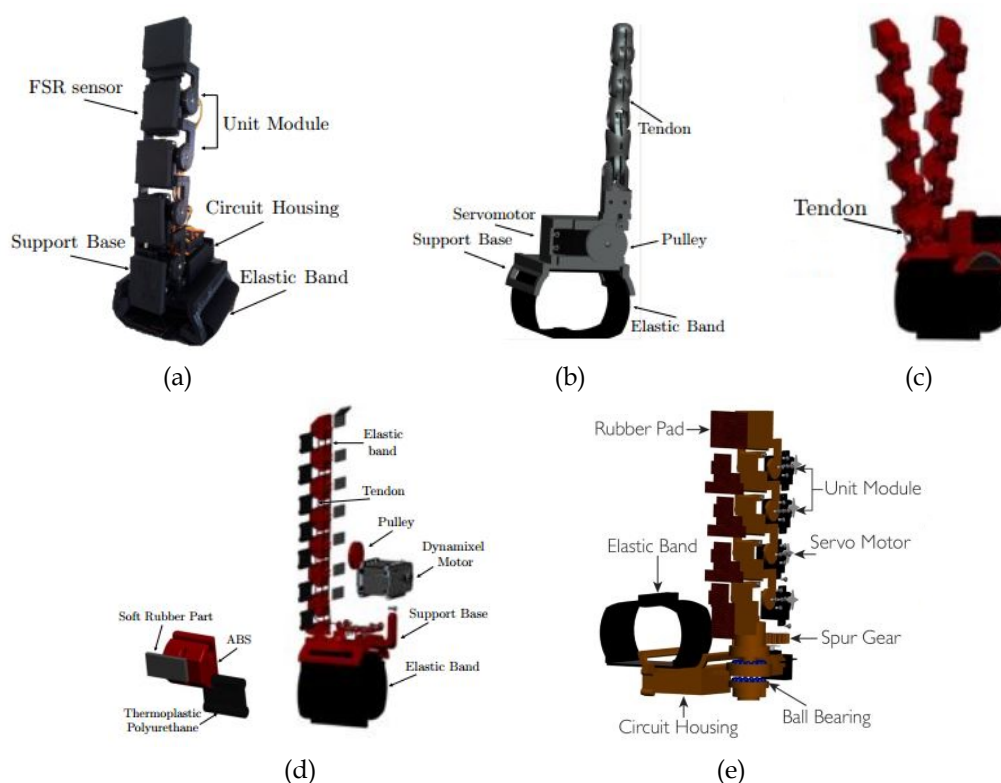 FSR sensor
Unit Module
Circuit Housing
Support Base
Elastic Band
(a)
Tendon
Servomotor
Support Base
Pulley
Elastic Band
(b)
Tendon
(c)
Elastic
band
Tendon
Pulley
Dynamixel
Motor
Soft Rubber Part
ABS
Support Base
Elastic Band
Thermoplastic
Polyurethane
(d)
Rubber Pad
Unit Module
Elastic Band
Servo Motor
Spur Gear
Circuit Housing
Ball Bearing
(e)